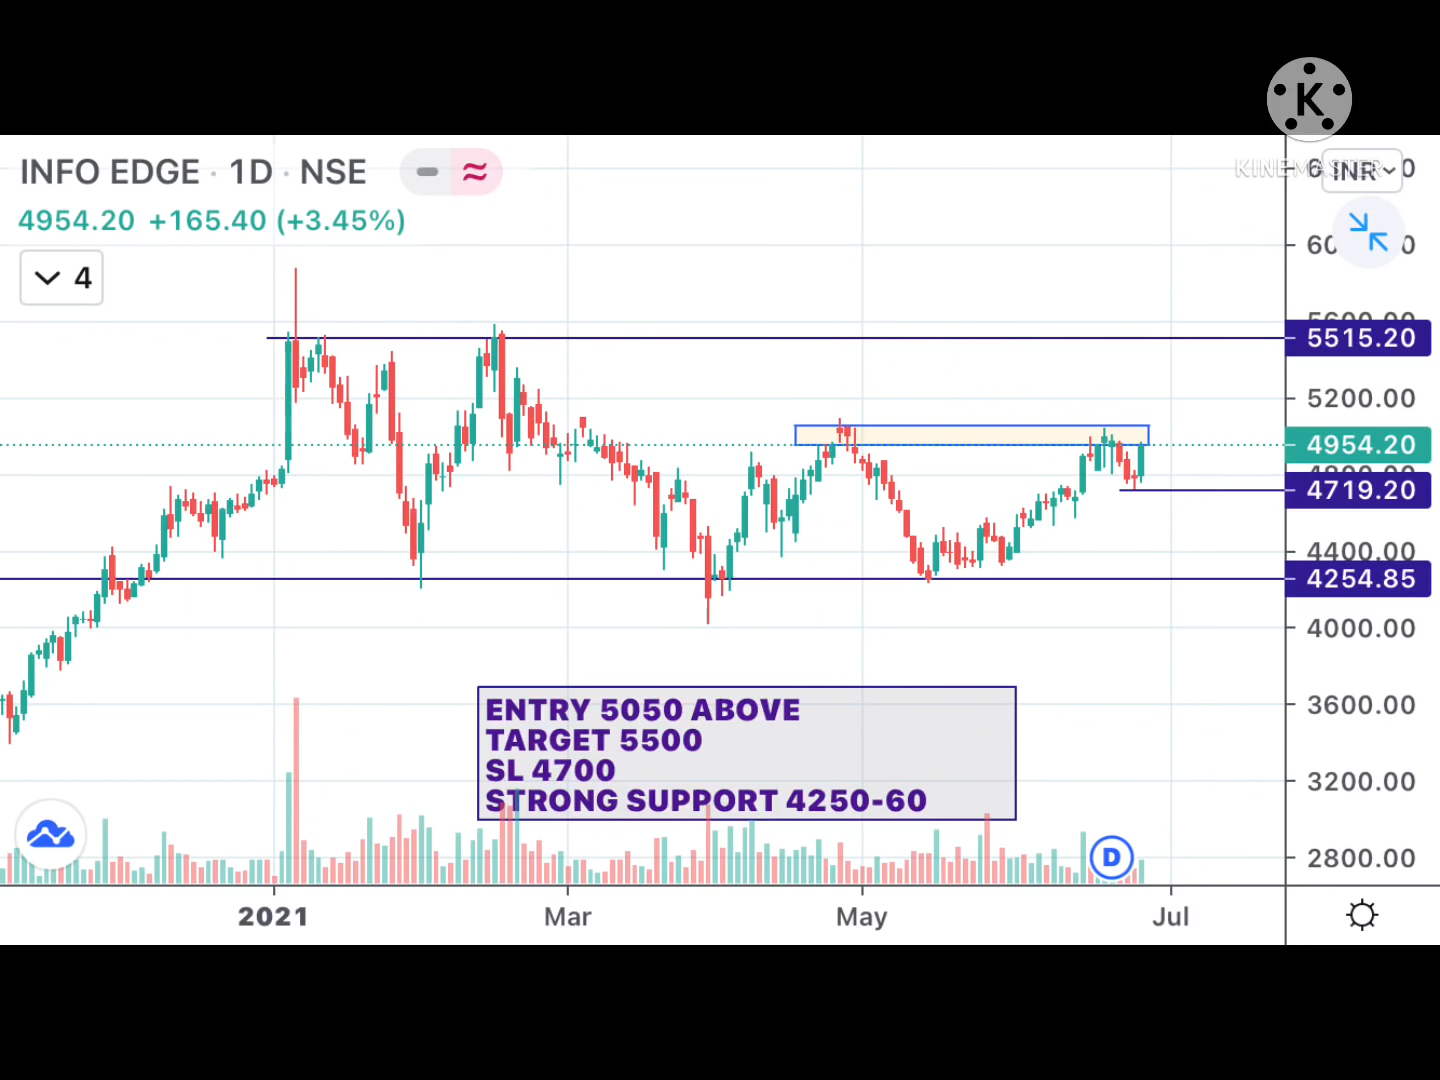 K
KINEMASTER
INFO EDGE · 1D · NSE
INR
4954.20 +165.40 (+3.45%)
4
5515.20
5200.00
4954.20
4719.20
4400.00
4254.85
4000.00
3600.00
3200.00
2800.00
ENTRY 5050 ABOVE
TARGET 5500
SL 4700
STRONG SUPPORT 4250-60
D
2021 Mar May Jul